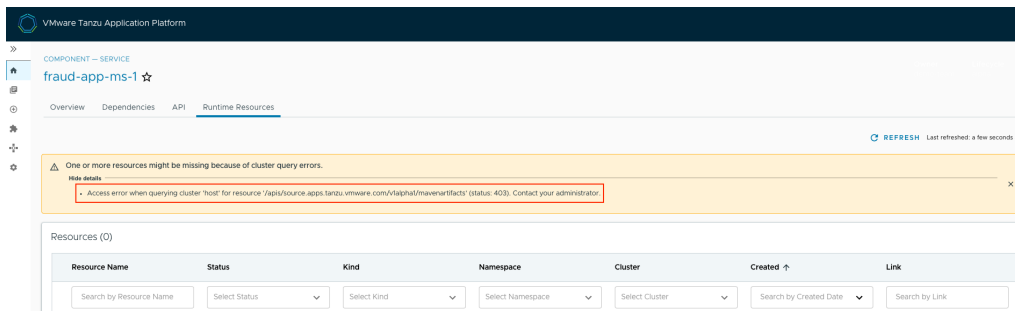 VMware Tanzu Application Platform
COMPONENT — SERVICE
fraud-app-ms-1
Overview Dependencies API Runtime Resources
REFRESH Last refreshed: a few seconds
One or more resources might be missing because of cluster query errors.
Hide details
Access error when querying cluster 'host' for resource '/apis/source.apps.tanzu.vmware.com/v1alpha1/mavenartifacts' (status: 403). Contact your administrator.
Resources (0)
Resource Name Status Kind Namespace Cluster Created Link
Search by Resource Name Select Status Select Kind Select Namespace Select Cluster Search by Created Date Search by Link